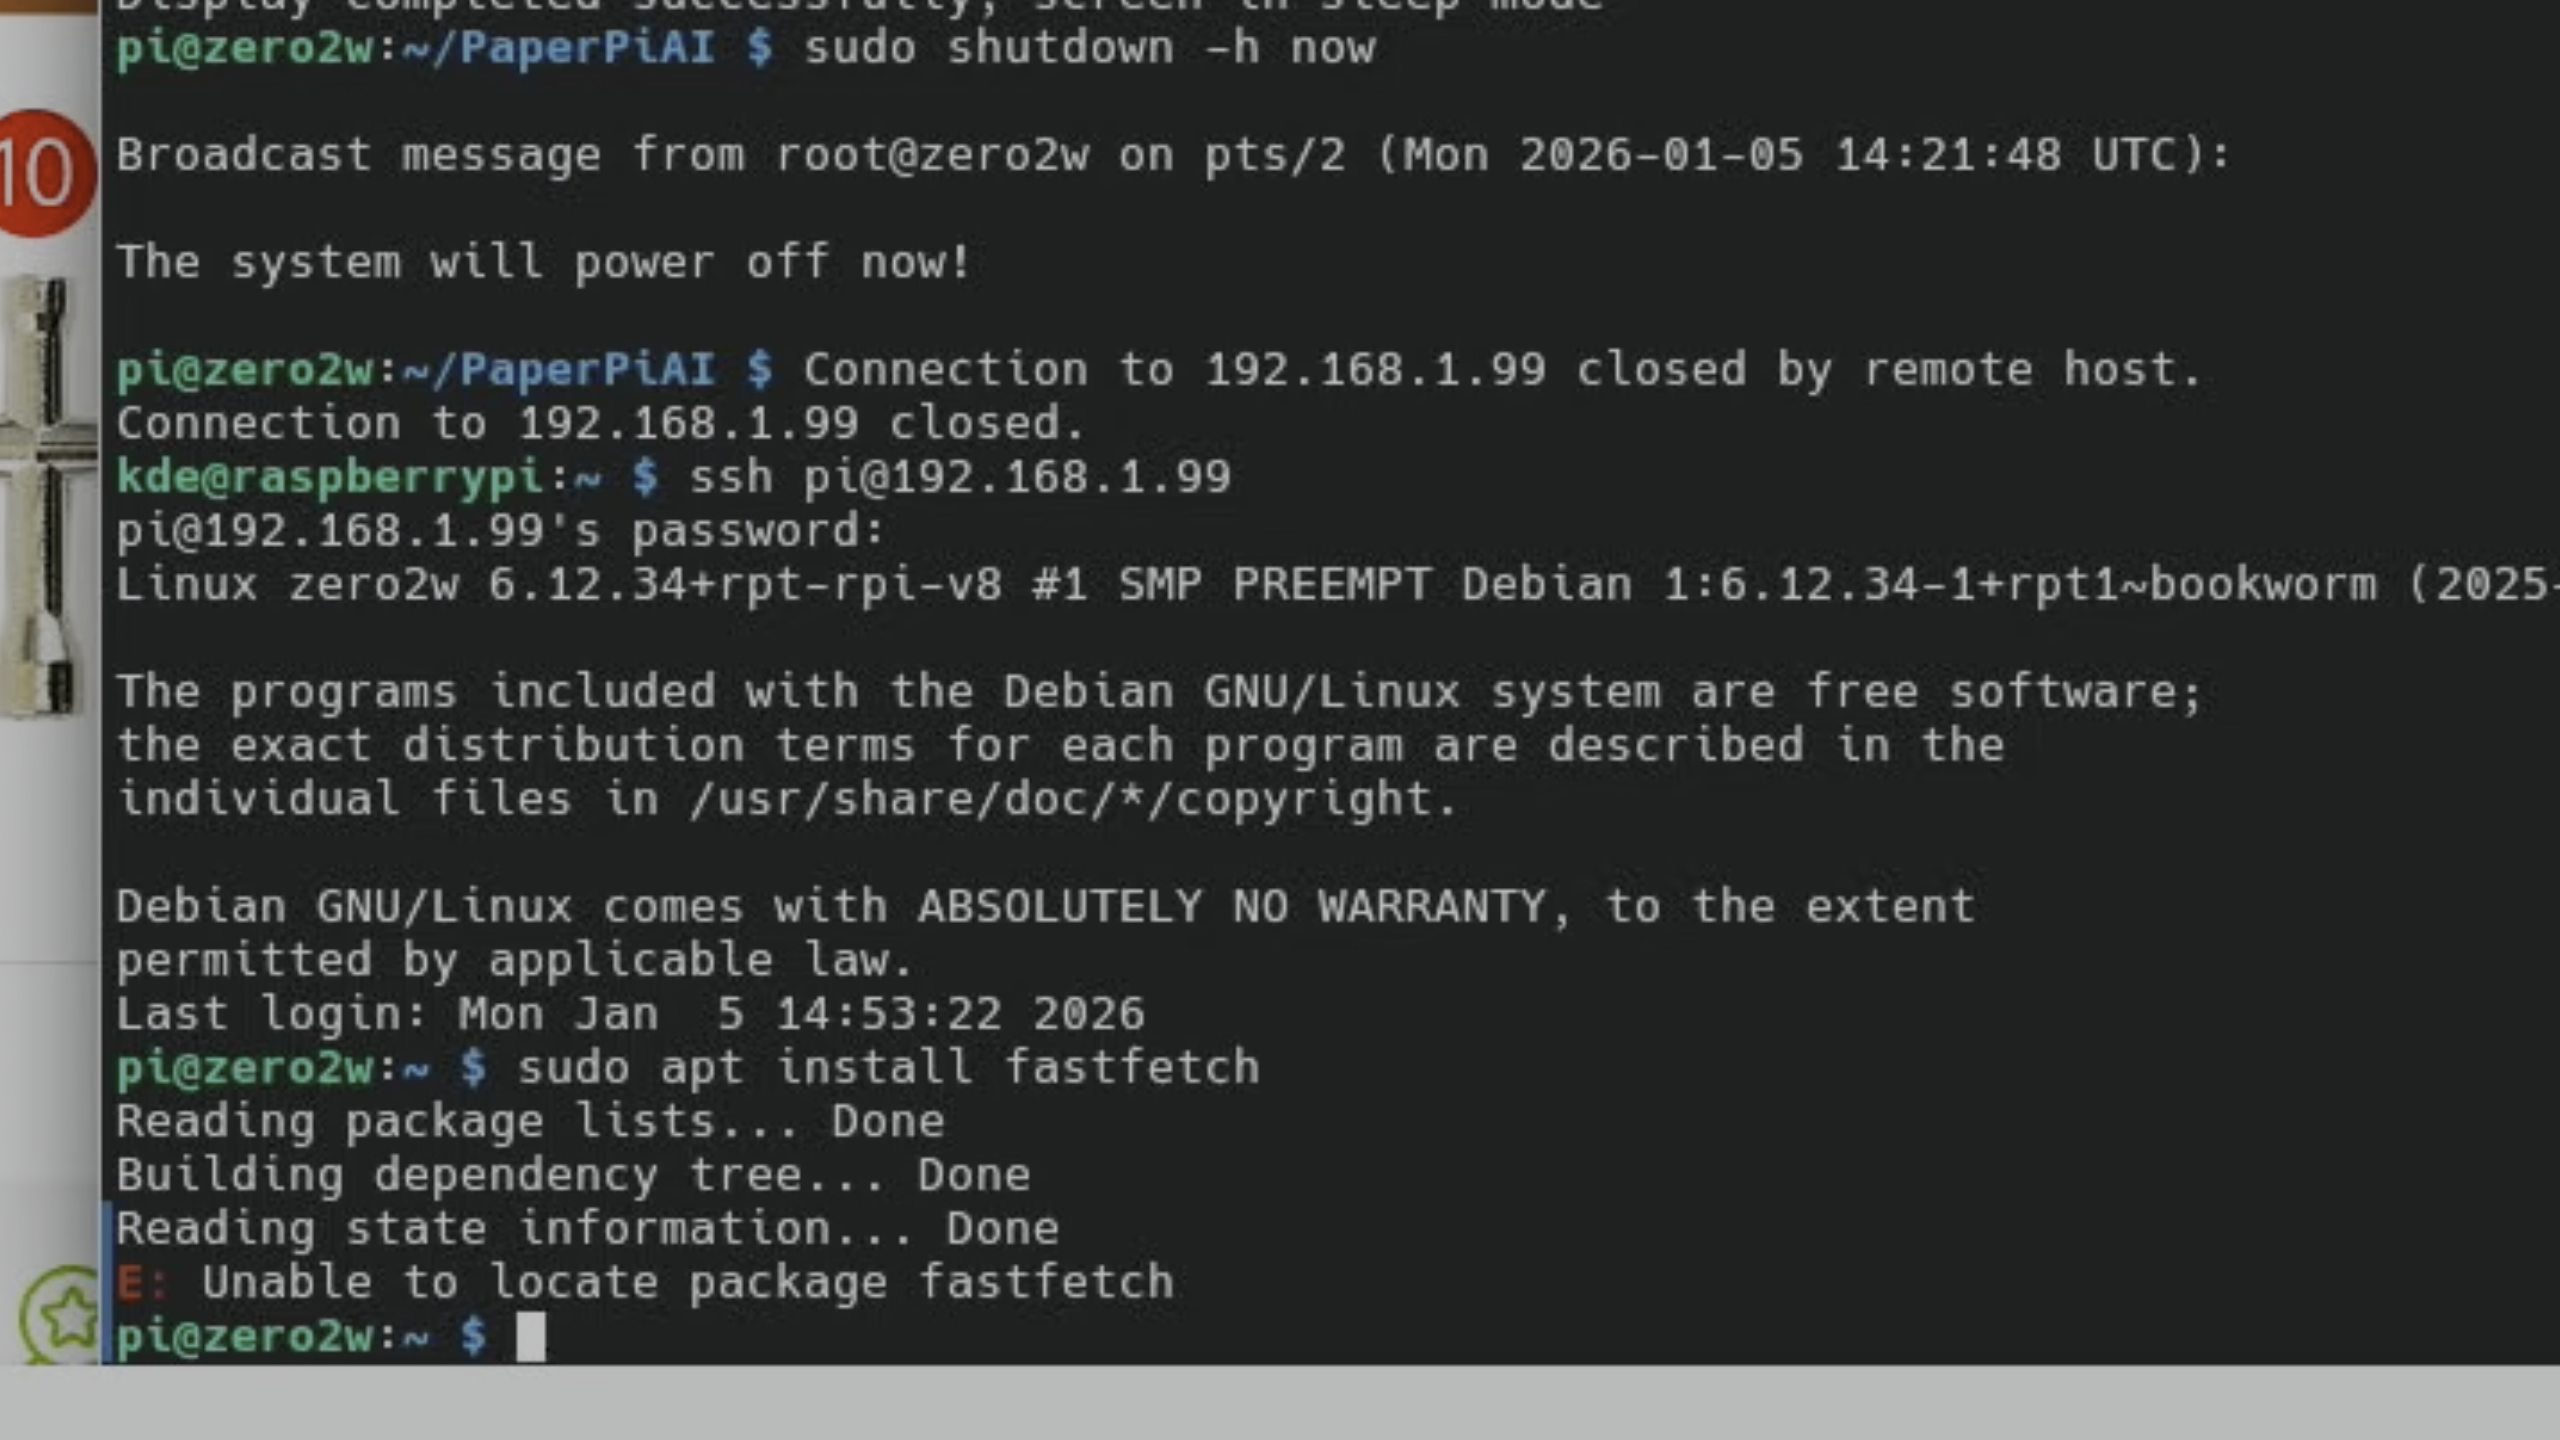 Display completed successfully, screen in sleep mode
pi@zero2w:~/PaperPiAI $ sudo shutdown -h now
Broadcast message from root@zero2w on pts/2 (Mon 2026-01-05 14:21:48 UTC):
The system will power off now!
pi@zero2w:~/PaperPiAI $ Connection to 192.168.1.99 closed by remote host.
Connection to 192.168.1.99 closed.
kde@raspberrypi:~ $ ssh pi@192.168.1.99
pi@192.168.1.99's password:
Linux zero2w 6.12.34+rpt-rpi-v8 #1 SMP PREEMPT Debian 1:6.12.34-1+rpt1~bookworm (2025-
The programs included with the Debian GNU/Linux system are free software;
the exact distribution terms for each program are described in the
individual files in /usr/share/doc/*/copyright.
Debian GNU/Linux comes with ABSOLUTELY NO WARRANTY, to the extent
permitted by applicable law.
Last login: Mon Jan  5 14:53:22 2026
pi@zero2w:~ $ sudo apt install fastfetch
Reading package lists... Done
Building dependency tree... Done
Reading state information... Done
E: Unable to locate package fastfetch
pi@zero2w:~ $
10